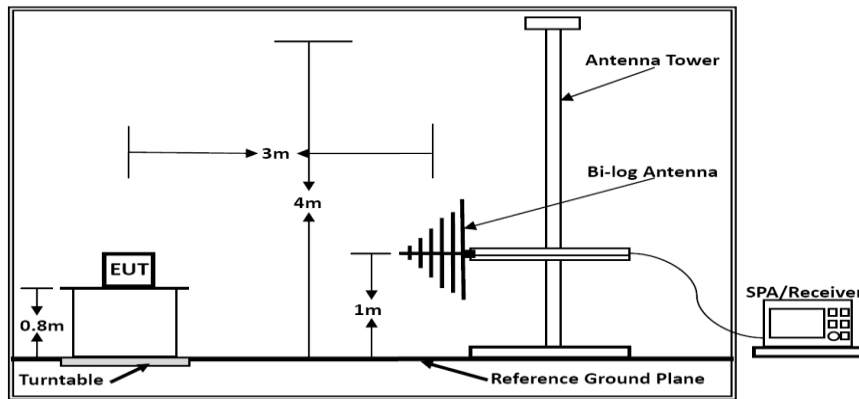 Antenna Tower
3m
Bi-log Antenna
4m
EUT
SPA/Receiver
0.8m
1m
Turntable
Reference Ground Plane